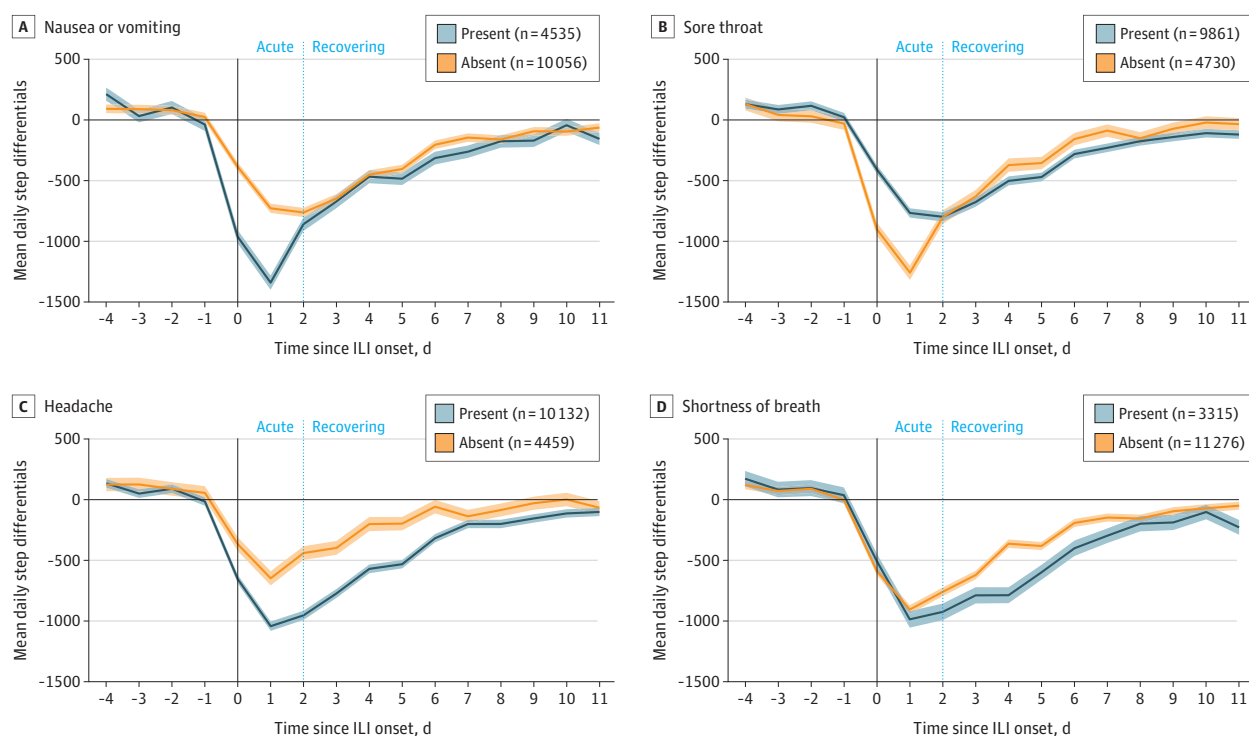 A Nausea or vomiting
Present (n = 4535)
Absent (n = 10 056)
Acute Recovering
500
0
-500
-1000
-1500
Mean daily step differentials
-4 -3 -2 -1 0 1 2 3 4 5 6 7 8 9 10 11
Time since ILI onset, d
B Sore throat
Present (n = 9861)
Absent (n = 4730)
Acute Recovering
500
0
-500
-1000
-1500
Mean daily step differentials
-4 -3 -2 -1 0 1 2 3 4 5 6 7 8 9 10 11
Time since ILI onset, d
C Headache
Present (n = 10 132)
Absent (n = 4459)
Acute Recovering
500
0
-500
-1000
-1500
Mean daily step differentials
-4 -3 -2 -1 0 1 2 3 4 5 6 7 8 9 10 11
Time since ILI onset, d
D Shortness of breath
Present (n = 3315)
Absent (n = 11 276)
Acute Recovering
500
0
-500
-1000
-1500
Mean daily step differentials
-4 -3 -2 -1 0 1 2 3 4 5 6 7 8 9 10 11
Time since ILI onset, d